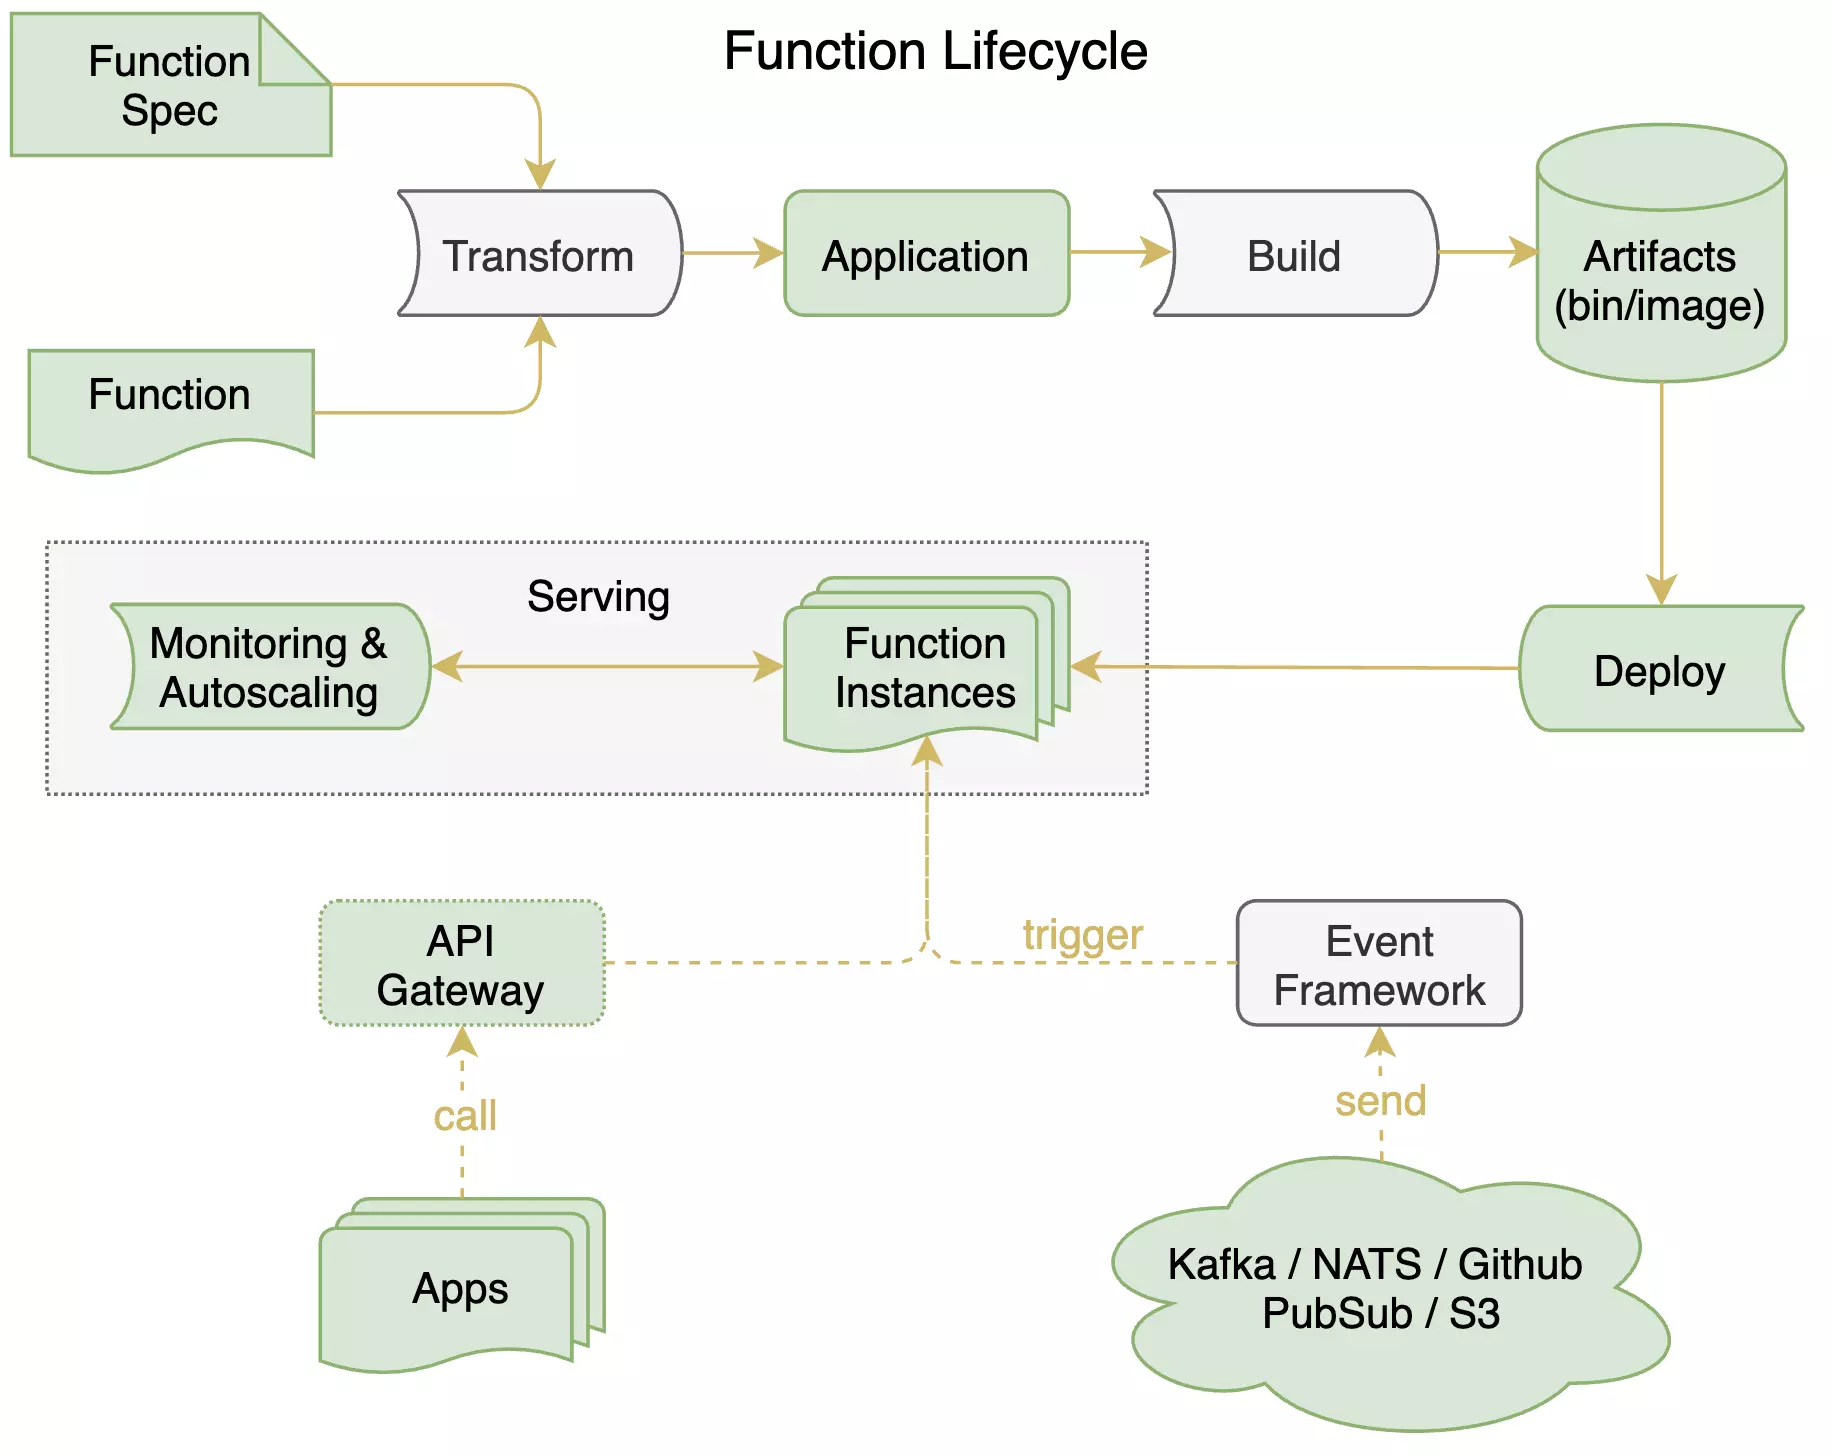 Function Lifecycle
Function
Spec
Transform
Application
Build
Artifacts
(bin/image)
Function
Serving
Monitoring &
Autoscaling
Function
Instances
Deploy
API
Gateway
trigger
Event
Framework
call
send
Apps
Kafka / NATS / Github
PubSub / S3